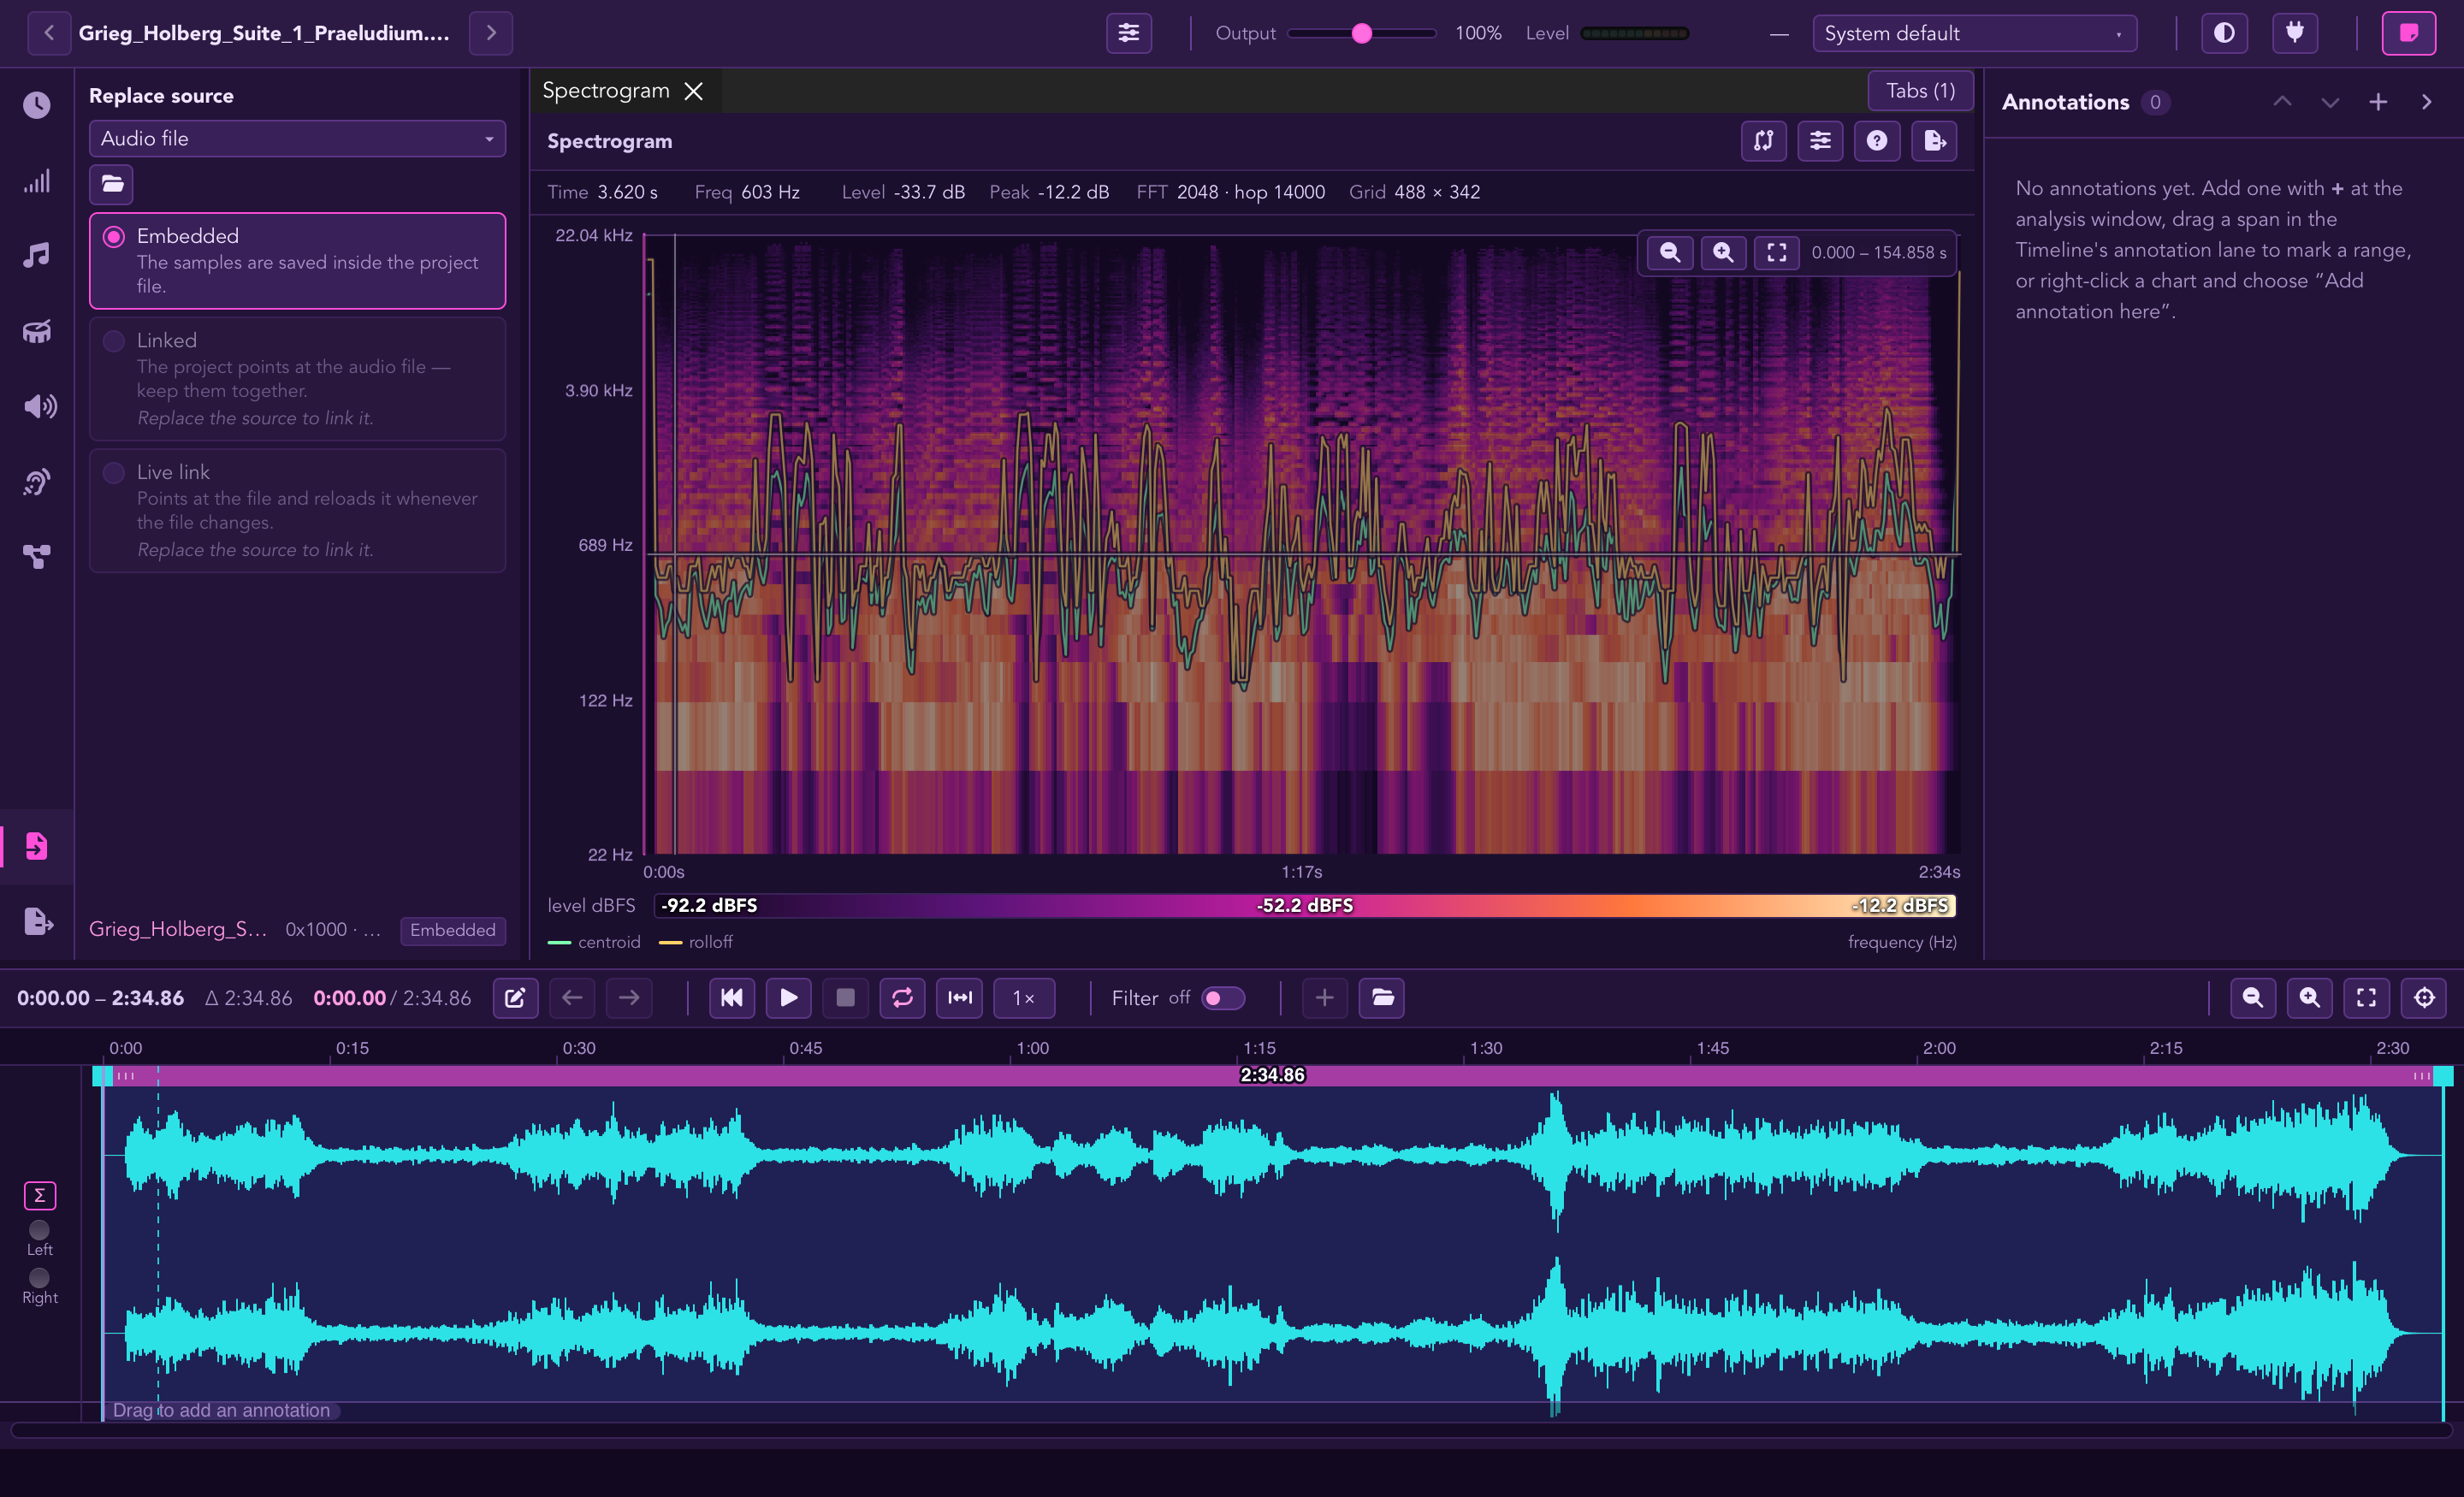 Grieg_Holberg_Suite_1_Praeludium....
Output 100% Level — System default
Replace source
Audio file
Embedded
The samples are saved inside the project
file.
Linked
The project points at the audio file —
keep them together.
Replace the source to link it.
Live link
Points at the file and reloads it whenever
the file changes.
Replace the source to link it.
Grieg_Holberg_S... 0x1000 · ... Embedded
Spectrogram
Tabs (1)
Spectrogram
Time 3.620 s Freq 603 Hz Level -33.7 dB Peak -12.2 dB FFT 2048 · hop 14000 Grid 488 × 342
0.000 – 154.858 s
22.04 kHz
3.90 kHz
689 Hz
122 Hz
22 Hz
0:00s 1:17s 2:34s
level dBFS -92.2 dBFS -52.2 dBFS -12.2 dBFS
centroid rolloff frequency (Hz)
Annotations 0
No annotations yet. Add one with + at the
analysis window, drag a span in the
Timeline's annotation lane to mark a range,
or right-click a chart and choose “Add
annotation here”.
0:00.00 – 2:34.86 Δ 2:34.86 0:00.00 / 2:34.86 1× Filter off
0:00 0:15 0:30 0:45 1:00 1:15 1:30 1:45 2:00 2:15 2:30
2:34.86
Σ
Left
Right
Drag to add an annotation